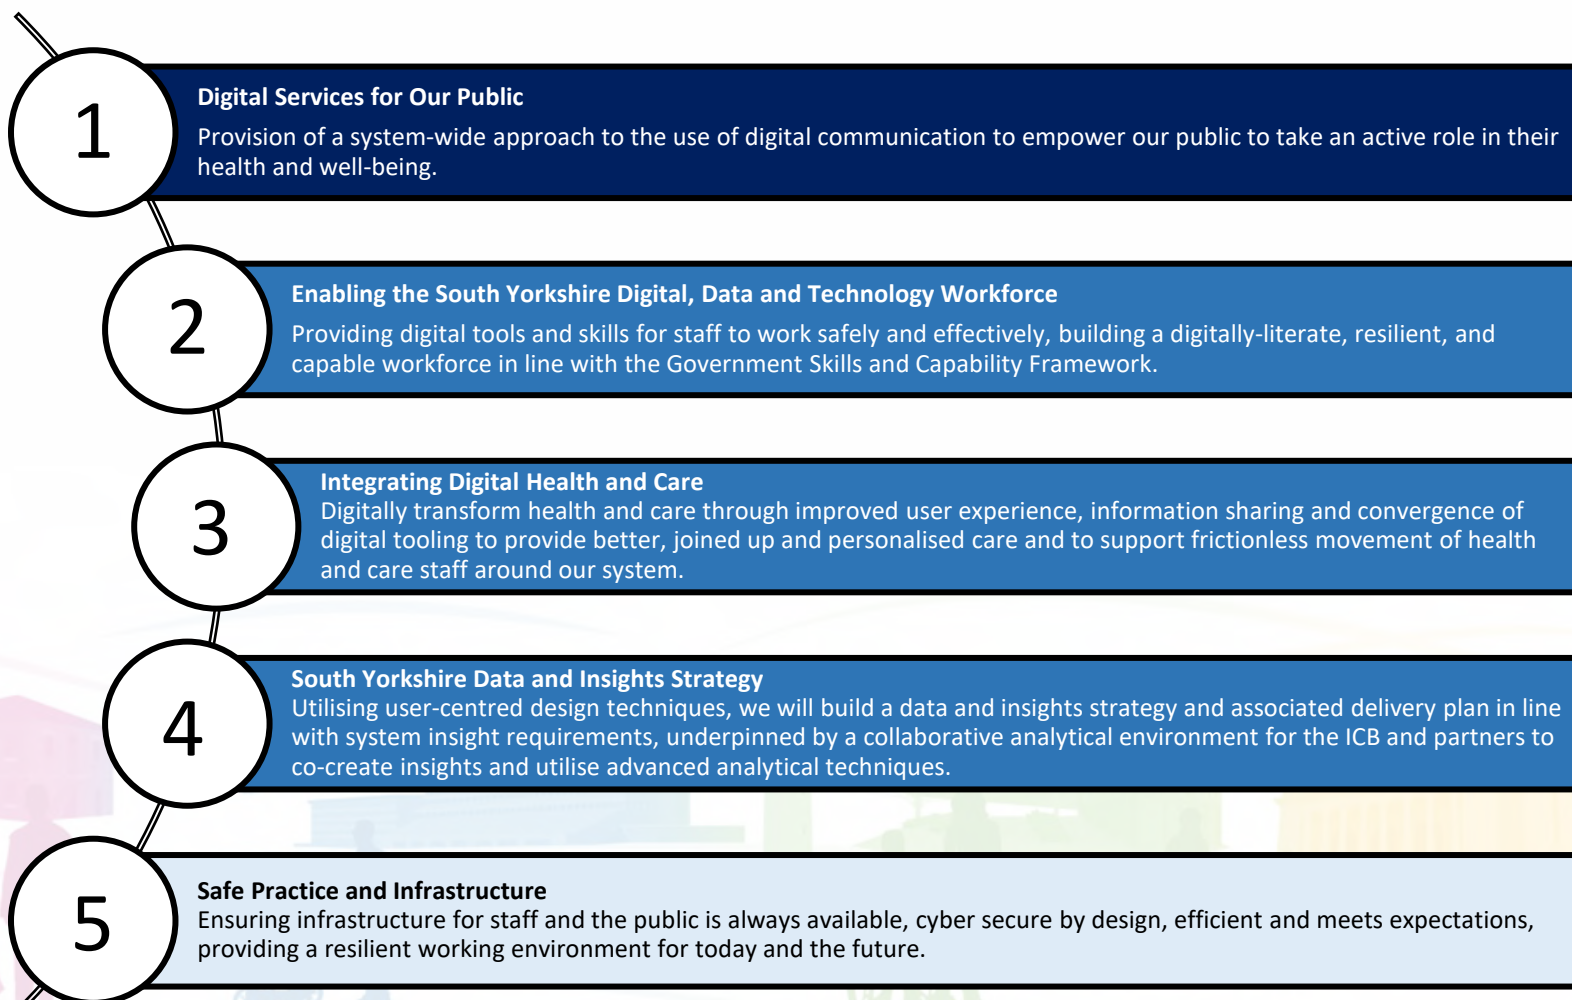 1
Digital Services for Our Public
Provision of a system-wide approach to the use of digital communication to empower our public to take an active role in their
health and well-being.
2
Enabling the South Yorkshire Digital, Data and Technology Workforce
Providing digital tools and skills for staff to work safely and effectively, building a digitally-literate, resilient, and
capable workforce in line with the Government Skills and Capability Framework.
3
Integrating Digital Health and Care
Digitally transform health and care through improved user experience, information sharing and convergence of
digital tooling to provide better, joined up and personalised care and to support frictionless movement of health
and care staff around our system.
4
South Yorkshire Data and Insights Strategy
Utilising user-centred design techniques, we will build a data and insights strategy and associated delivery plan in line
with system insight requirements, underpinned by a collaborative analytical environment for the ICB and partners to
co-create insights and utilise advanced analytical techniques.
5
Safe Practice and Infrastructure
Ensuring infrastructure for staff and the public is always available, cyber secure by design, efficient and meets expectations,
providing a resilient working environment for today and the future.